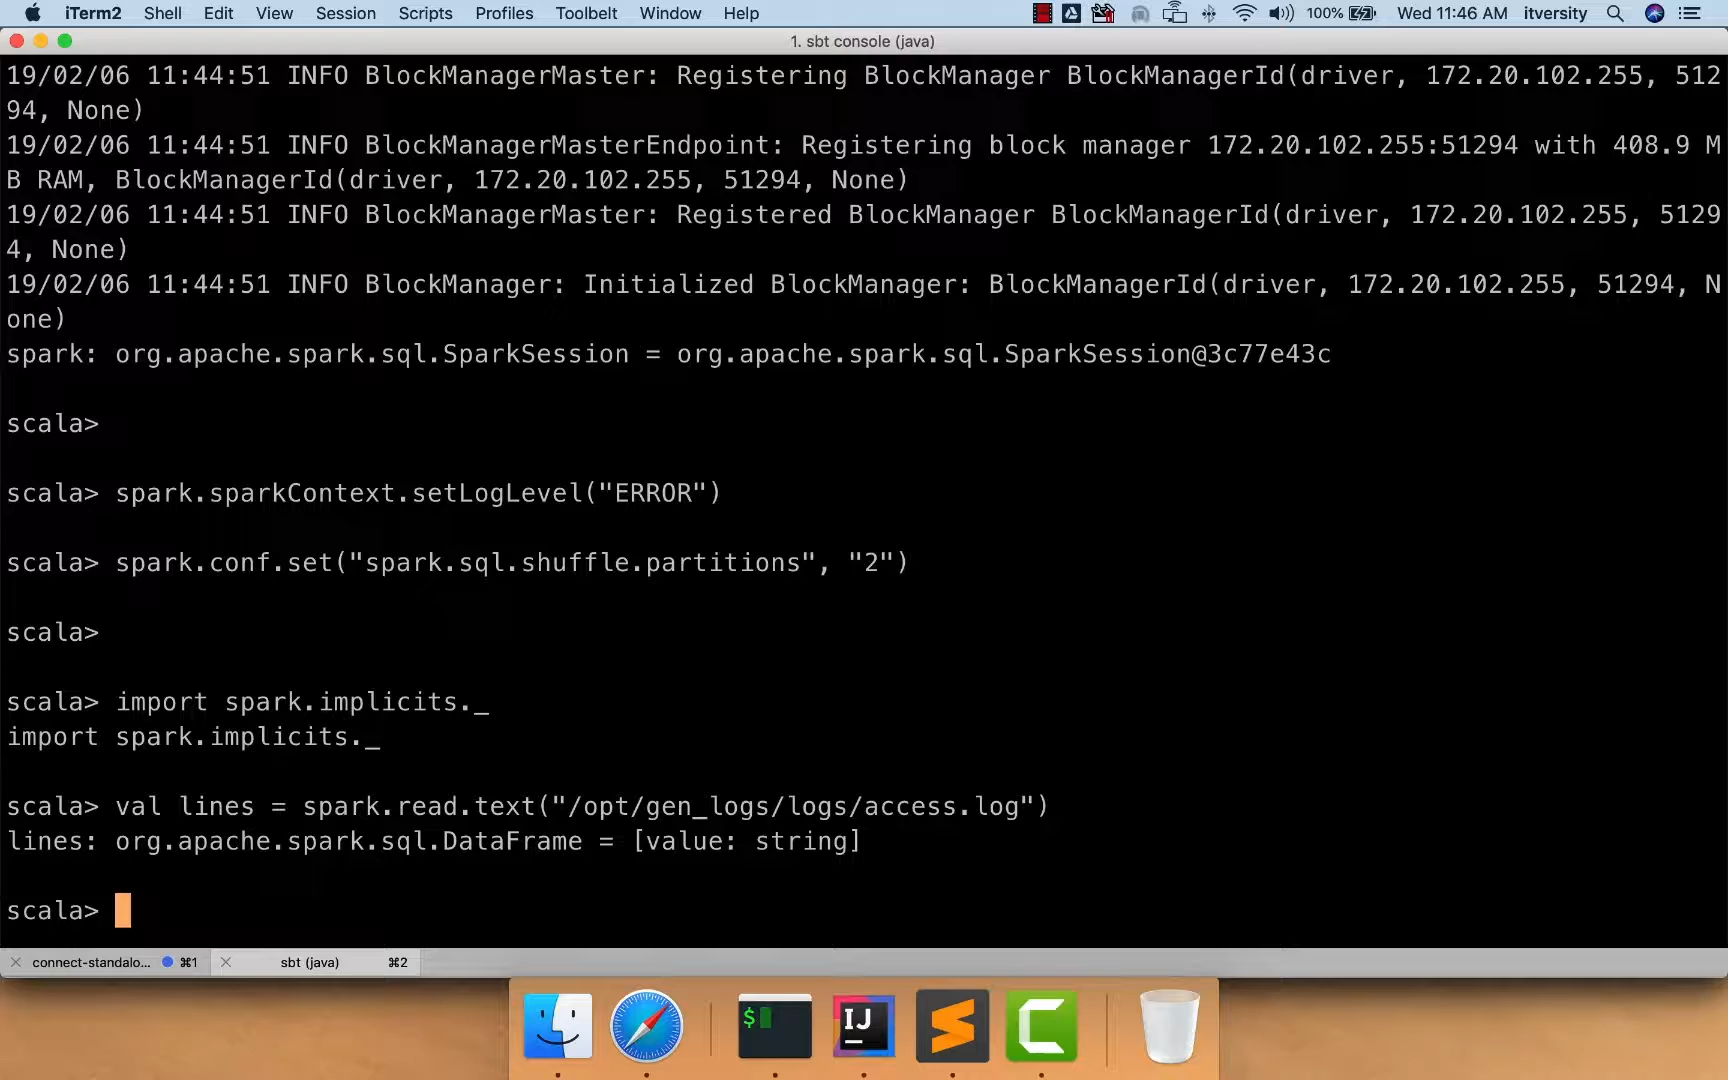 iTerm2 Shell Edit View Session Scripts Profiles Toolbelt Window Help 100% Wed 11:46 AM itversity
1. sbt console (java)
19/02/06 11:44:51 INFO BlockManagerMaster: Registering BlockManager BlockManagerId(driver, 172.20.102.255, 512
94, None)
19/02/06 11:44:51 INFO BlockManagerMasterEndpoint: Registering block manager 172.20.102.255:51294 with 408.9 M
B RAM, BlockManagerId(driver, 172.20.102.255, 51294, None)
19/02/06 11:44:51 INFO BlockManagerMaster: Registered BlockManager BlockManagerId(driver, 172.20.102.255, 5129
4, None)
19/02/06 11:44:51 INFO BlockManager: Initialized BlockManager: BlockManagerId(driver, 172.20.102.255, 51294, N
one)
spark: org.apache.spark.sql.SparkSession = org.apache.spark.sql.SparkSession@3c77e43c
scala>
scala> spark.sparkContext.setLogLevel("ERROR")
scala> spark.conf.set("spark.sql.shuffle.partitions", "2")
scala>
scala> import spark.implicits._
import spark.implicits._
scala> val lines = spark.read.text("/opt/gen_logs/logs/access.log")
lines: org.apache.spark.sql.DataFrame = [value: string]
scala>
connect-standalo... ⌘1 sbt (java) ⌘2
$ IJ